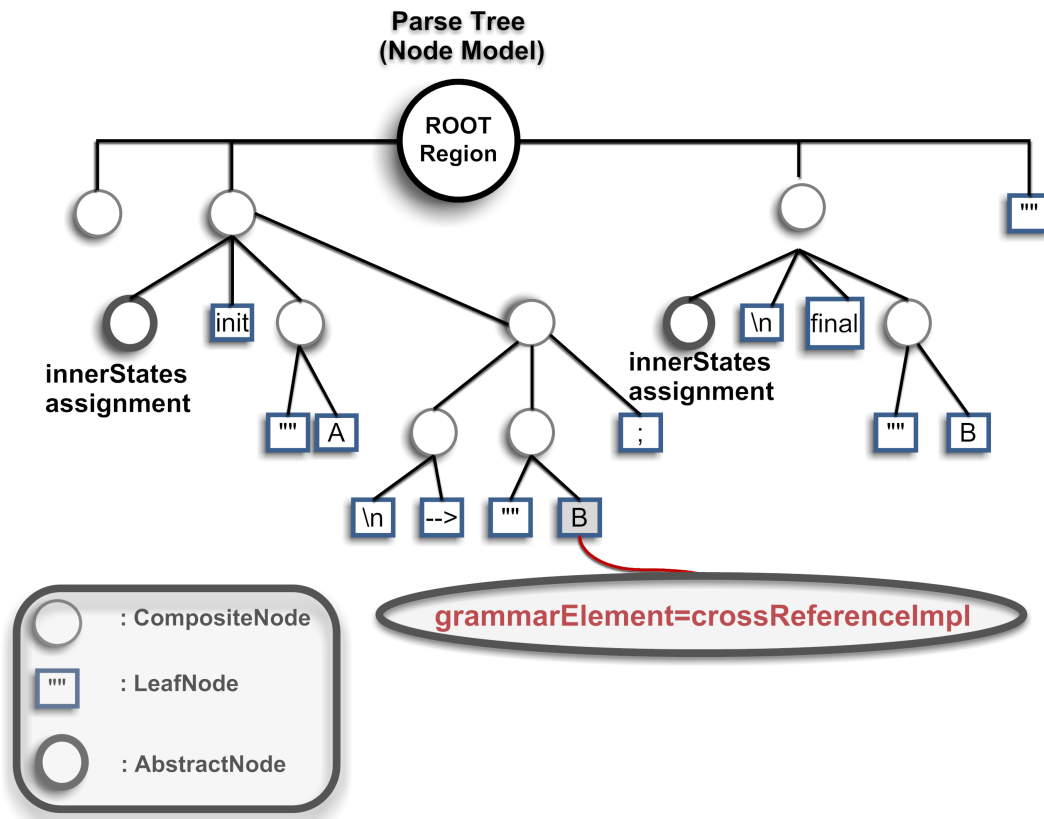 Parse Tree
(Node Model)
ROOT
Region
""
init
\n
final
innerStates
assignment
innerStates
assignment
""
A
;
""
B
\n
-->
""
B
grammarElement=crossReferenceImpl
: CompositeNode
""
: LeafNode
: AbstractNode